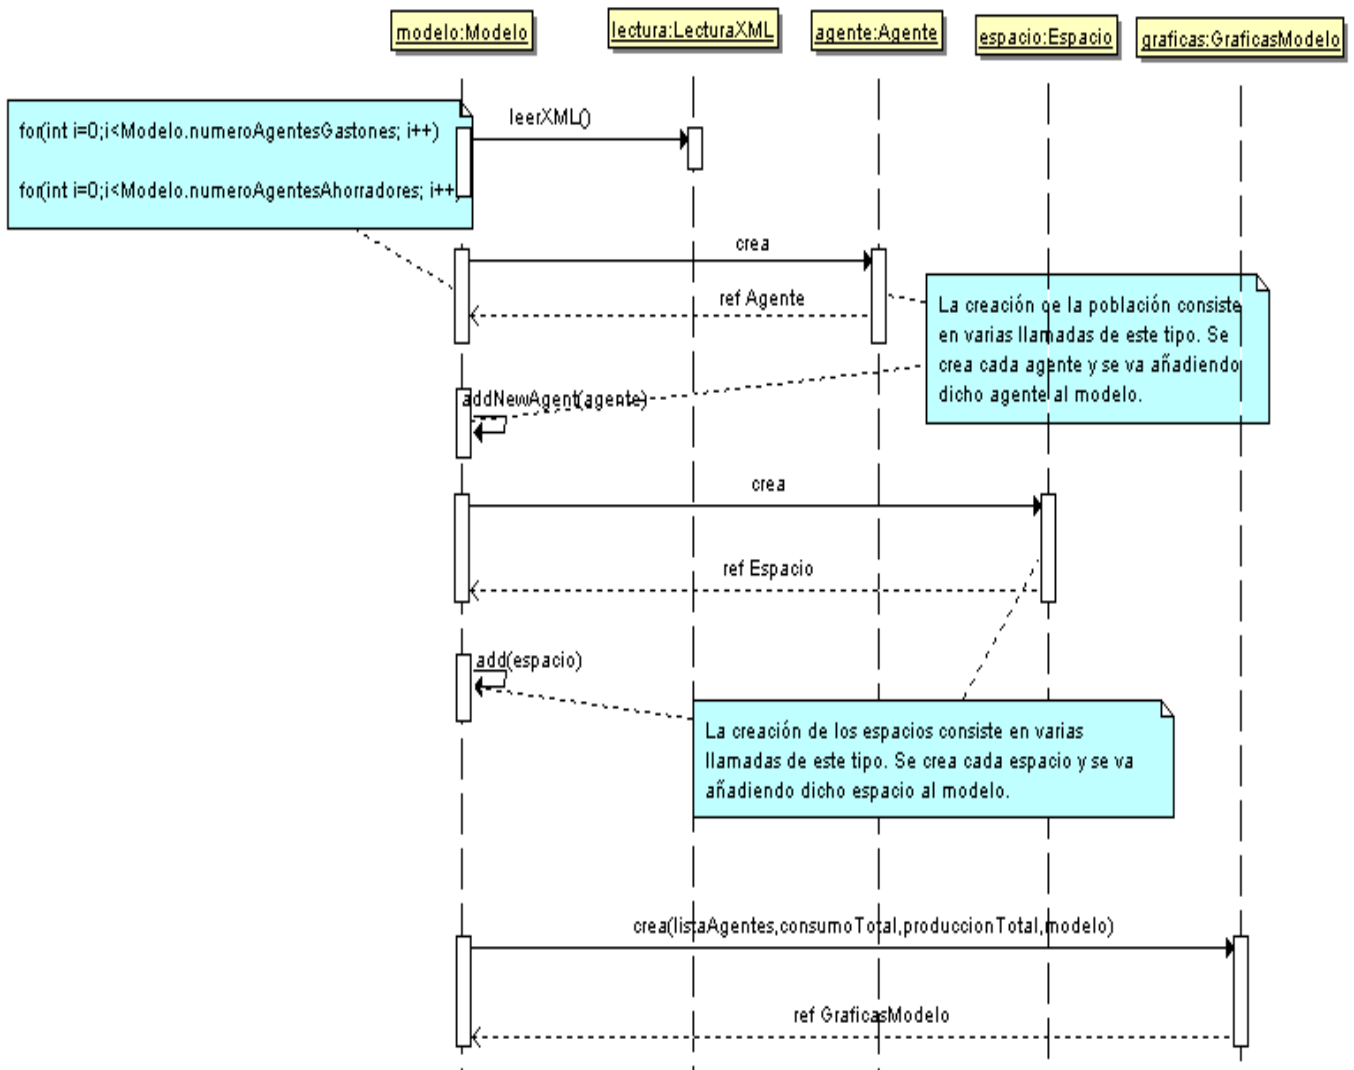 modelo:Modelo
lectura:LecturaXML
agente:Agente
espacio:Espacio
graficas:GraficasModelo
for(int i=0;i<Modelo.numeroAgentesGastones; i++)
for(int i=0;i<Modelo.numeroAgentesAhorradores; i++)
leerXML()
crea
ref Agente
La creación de la población consiste
en varias llamadas de este tipo. Se
crea cada agente y se va añadiendo
dicho agente al modelo.
addNewAgent(agente)
crea
ref Espacio
add(espacio)
La creación de los espacios consiste en varias
llamadas de este tipo. Se crea cada espacio y se va
añadiendo dicho espacio al modelo.
crea(listaAgentes,consumoTotal,produccionTotal,modelo)
ref GraficasModelo